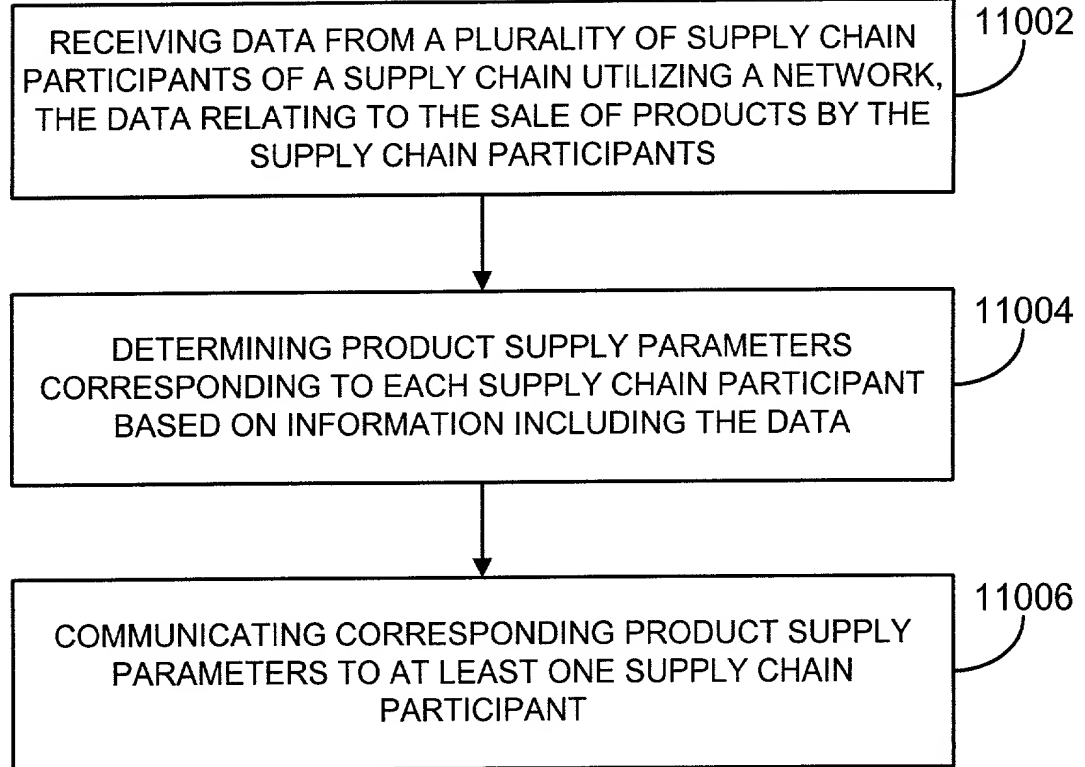 RECEIVING DATA FROM A PLURALITY OF SUPPLY CHAIN
PARTICIPANTS OF A SUPPLY CHAIN UTILIZING A NETWORK,
THE DATA RELATING TO THE SALE OF PRODUCTS BY THE
SUPPLY CHAIN PARTICIPANTS
11002
DETERMINING PRODUCT SUPPLY PARAMETERS
CORRESPONDING TO EACH SUPPLY CHAIN PARTICIPANT
BASED ON INFORMATION INCLUDING THE DATA
11004
COMMUNICATING CORRESPONDING PRODUCT SUPPLY
PARAMETERS TO AT LEAST ONE SUPPLY CHAIN
PARTICIPANT
11006